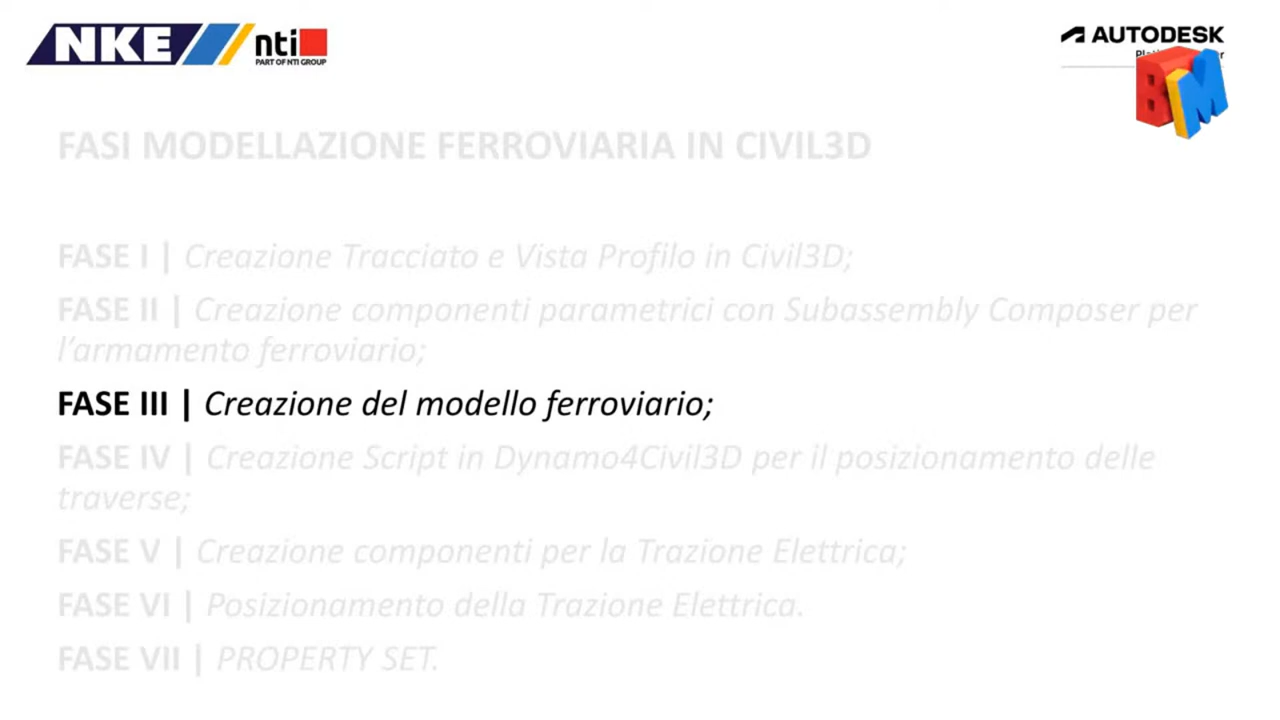 NKE nti
PART OF NTI GROUP
AUTODESK
BM
FASI MODELLAZIONE FERROVIARIA IN CIVIL3D
FASE I | Creazione Tracciato e Vista Profilo in Civil3D;
FASE II | Creazione componenti parametrici con Subassembly Composer per
l'armamento ferroviario;
FASE III | Creazione del modello ferroviario;
FASE IV | Creazione Script in Dynamo4Civil3D per il posizionamento delle
traverse;
FASE V | Creazione componenti per la Trazione Elettrica;
FASE VI | Posizionamento della Trazione Elettrica.
FASE VII | PROPERTY SET.